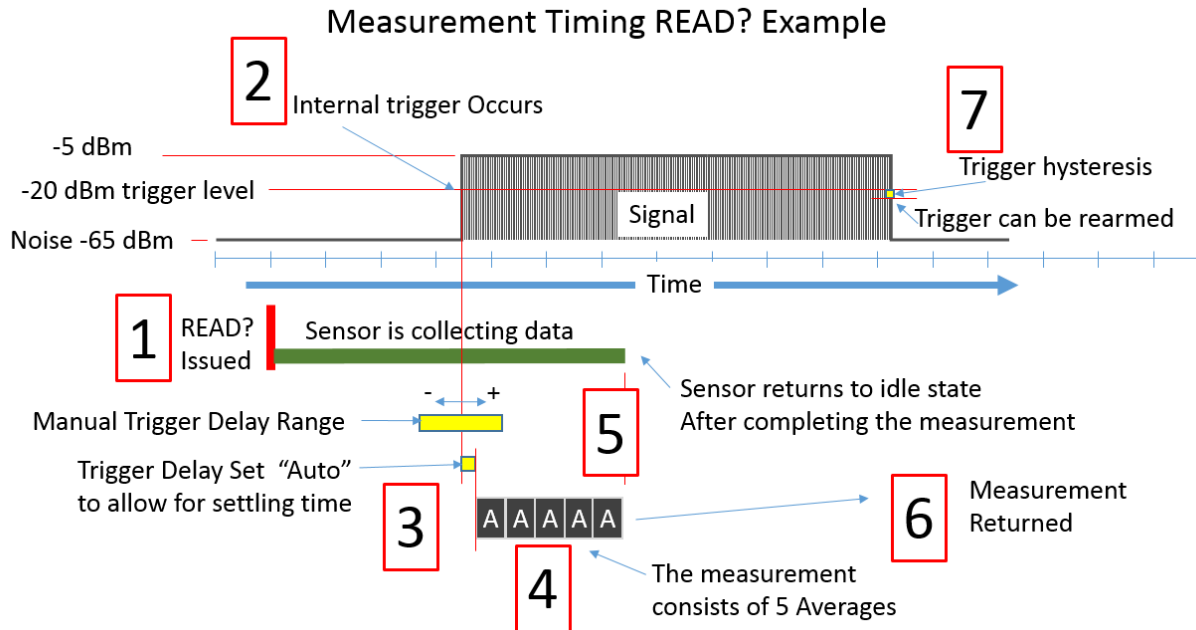 Measurement Timing READ? Example
2
Internal trigger Occurs
7
-5 dBm
Trigger hysteresis
-20 dBm trigger level
Signal
Trigger can be rearmed
Noise -65 dBm
Time
1
READ?
Issued
Sensor is collecting data
- +
5
Sensor returns to idle state
After completing the measurement
Manual Trigger Delay Range
Trigger Delay Set “Auto”
to allow for settling time
3
A A A A A
6
Measurement
Returned
4
The measurement
consists of 5 Averages